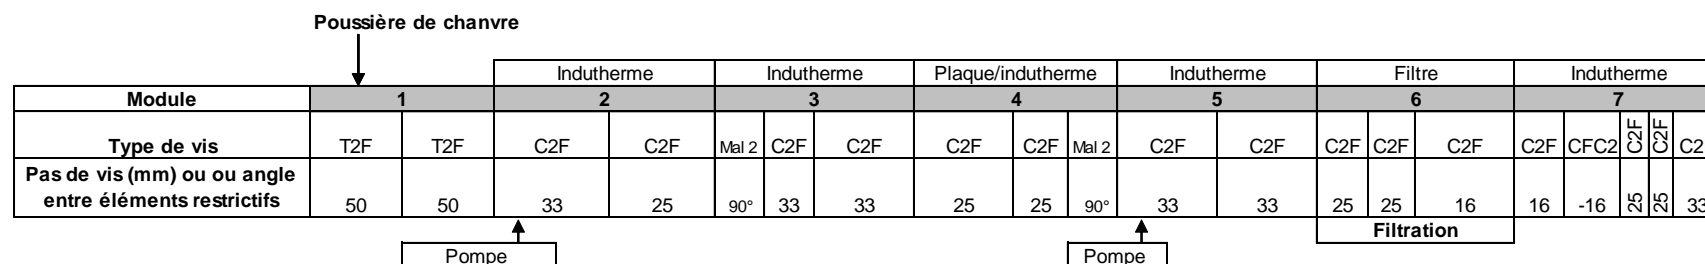 Poussière de chanvre
Indutherme Indutherme Plaque/indutherme Indutherme Filtre Indutherme
Module 1 2 3 4 5 6 7
Type de vis T2F T2F C2F C2F Mal 2 C2F C2F C2F C2F Mal 2 C2F C2F C2F C2F C2F C2F CFC2 C2F C2F C2
Pas de vis (mm) ou ou angle
entre éléments restrictifs 50 50 33 25 90° 33 33 25 25 90° 33 33 25 25 16 16 -16 25 25 33
Filtration
Pompe Pompe